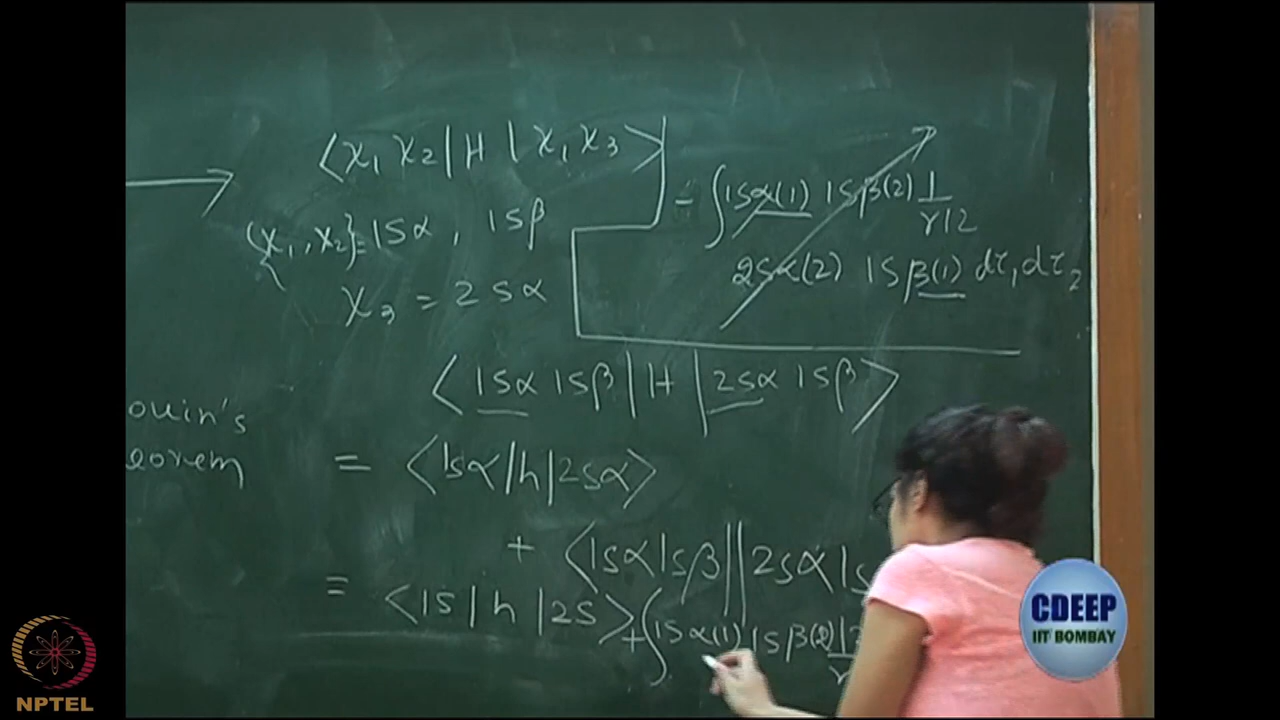 ⟨χ₁ χ₂ | H | χ₁ χ₃⟩
{χ₁, χ₂} = 1sα, 1sβ
χ₃ = 2sα
- ∫ 1sα(1) 1sβ(2) 1/r12
2sα(2) 1sβ(1) dτ₁ dτ₂
⟨1sα 1sβ | H | 2sα 1sβ⟩
= ⟨1sα | h | 2sα⟩
+ ⟨1sα 1sβ || 2sα 1s
= ⟨1s | h | 2s⟩ + ∫ 1sα(1) 1sβ(2)
NPTEL
CDEEP
IIT BOMBAY